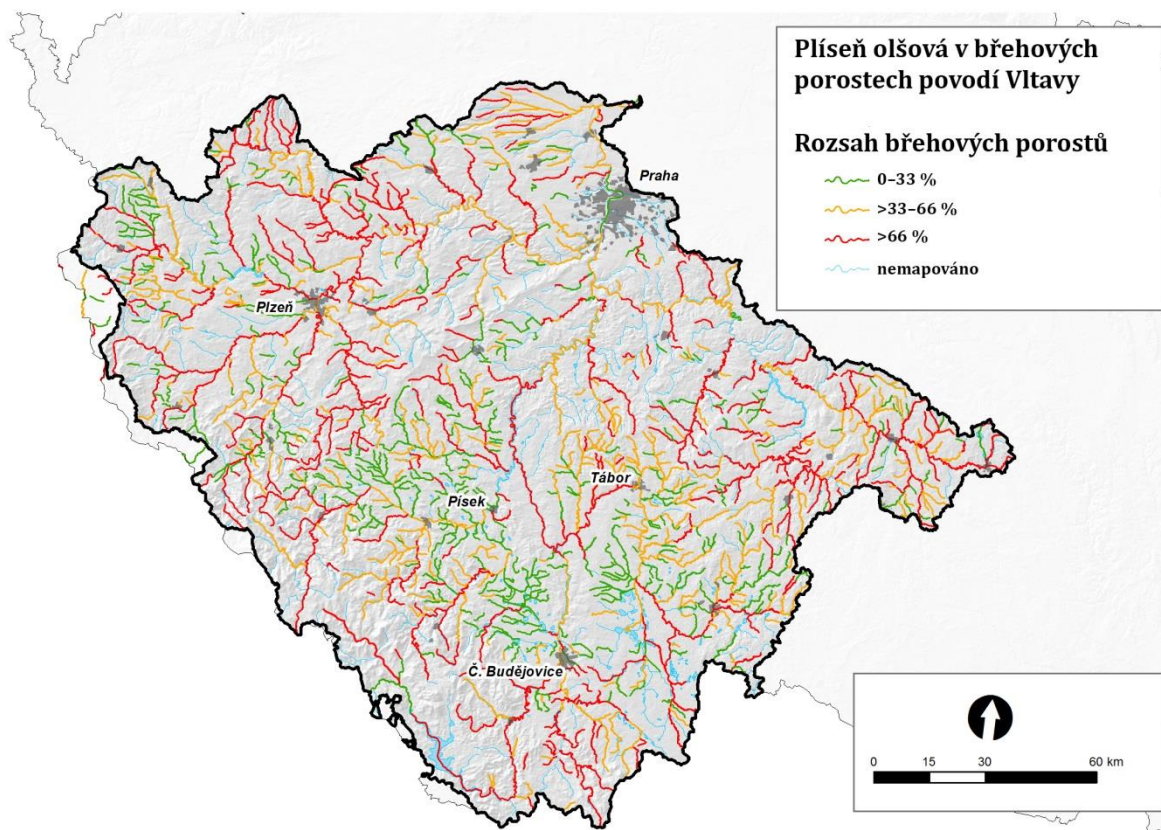 Plíseň olšová v břehových
porostech povodí Vltavy
Rozsah břehových porostů
0–33 %
>33–66 %
>66 %
nemapováno
Praha
Plzeň
Tábor
Písek
Č. Budějovice
0 15 30 60 km